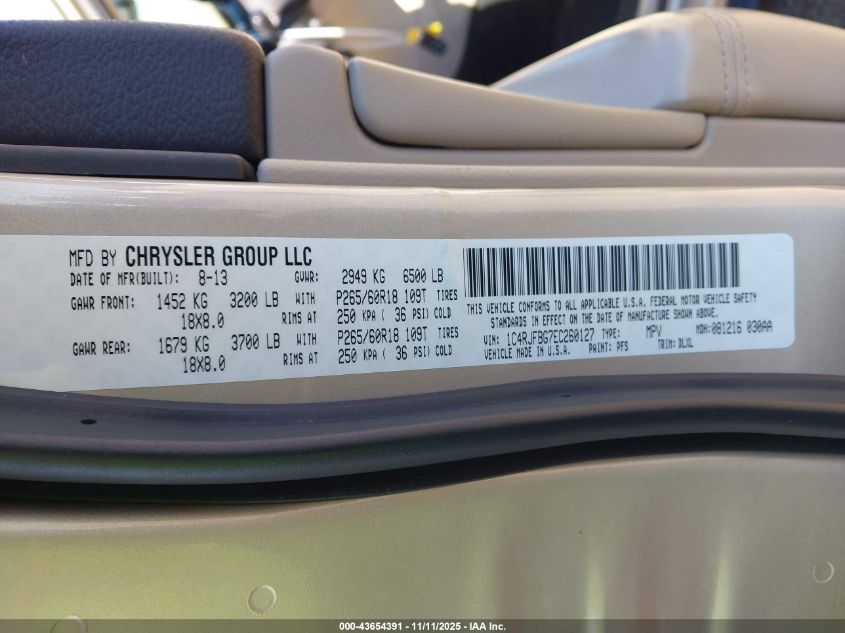 MFD BY CHRYSLER GROUP LLC
DATE OF MFR(BUILT): 8-13 GVWR: 2949 KG 6500 LB
GAWR FRONT: 1452 KG 3200 LB WITH P265/60R18 109T TIRES
18X8.0 RIMS AT 250 KPA ( 36 PSI) COLD
GAWR REAR: 1679 KG 3700 LB WITH P265/60R18 109T TIRES
18X8.0 RIMS AT 250 KPA ( 36 PSI) COLD
THIS VEHICLE CONFORMS TO ALL APPLICABLE U.S.A. FEDERAL MOTOR VEHICLE SAFETY
STANDARDS IN EFFECT ON THE DATE OF MANUFACTURE SHOWN ABOVE.
VIN: 1C4RJFBG7EC260127 TYPE: MPV MDH: 081216 030AA
VEHICLE MADE IN U.S.A. PAINT: PFS TRIM: DLXL
000-43654391 - 11/11/2025 - IAA Inc.